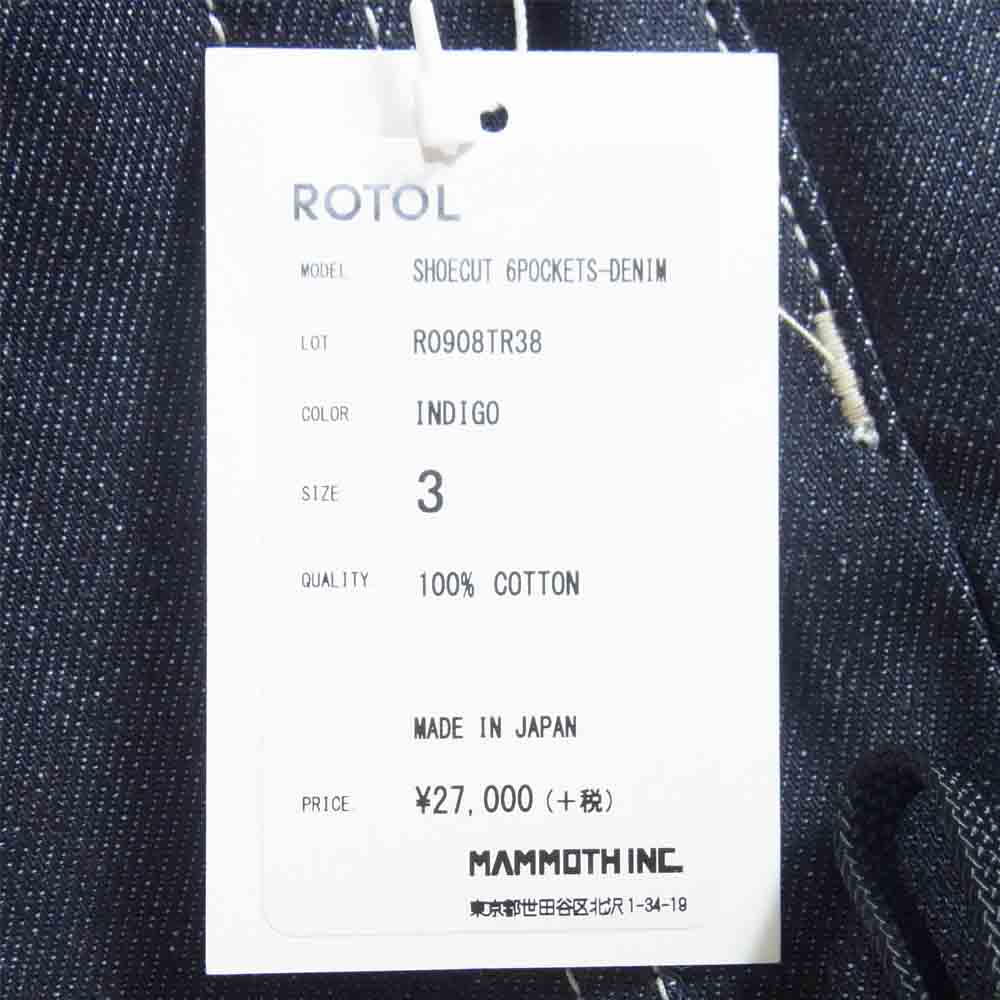 ROTOL
MODEL SHOECUT 6POCKETS-DENIM
LOT RO908TR38
COLOR INDIGO
SIZE 3
QUALITY 100% COTTON
MADE IN JAPAN
PRICE ¥27,000(+税)
MAMMOTH INC.
東京都世田谷区北沢1-34-19